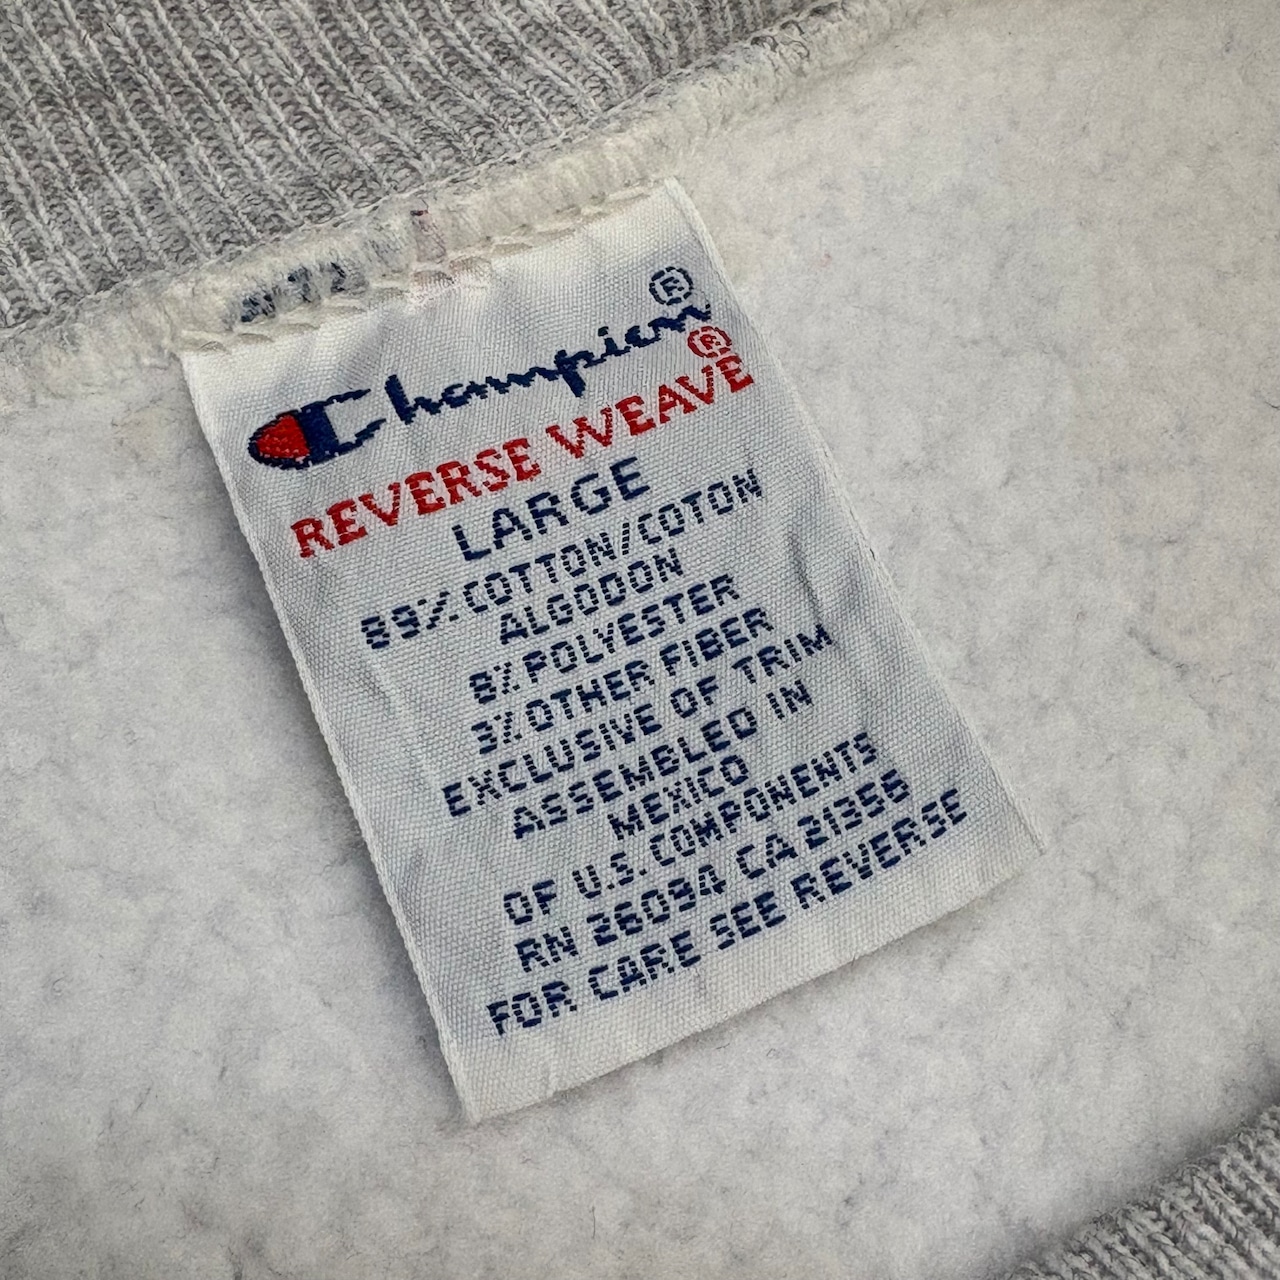 Champion®
REVERSE WEAVE®
LARGE
89% COTTON/COTON
ALGODON
8% POLYESTER
3% OTHER FIBER
EXCLUSIVE OF TRIM
ASSEMBLED IN
MEXICO
OF U.S. COMPONENTS
RN 26094 CA 21356
FOR CARE SEE REVERSE